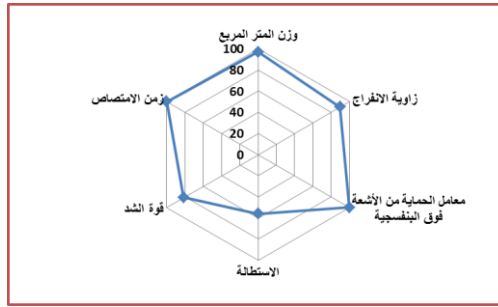 وزن المتر المربع
100
80
60
40
20
0
زاوية الانفراج
معامل الحماية من الأشعة
فوق البنفسجية
الاستطالة
قوة الشد
زمن الامتصاص